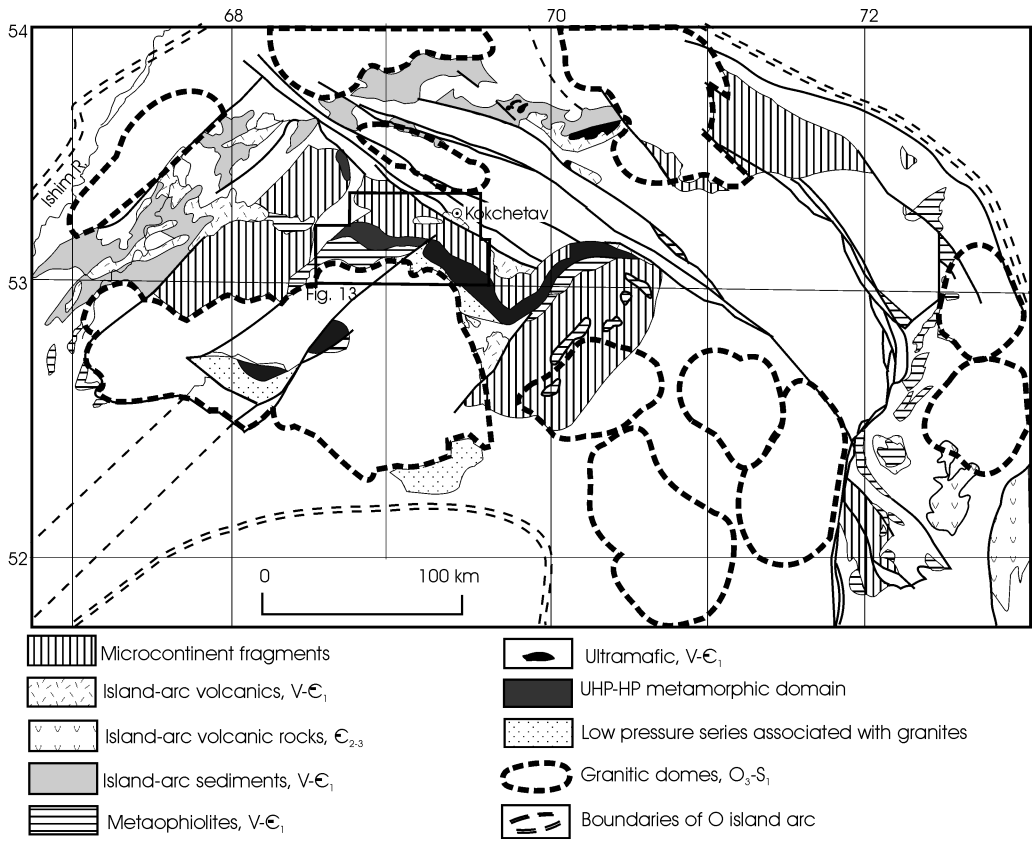 68 70 72
54
Ishim R.
Kokchetav
53
Fig. 13
52
0 100 km
Microcontinent fragments
Island-arc volcanics, V-Є₁
Island-arc volcanic rocks, Є₂₋₃
Island-arc sediments, V-Є₁
Metaophiolites, V-Є₁
Ultramafic, V-Є₁
UHP-HP metamorphic domain
Low pressure series associated with granites
Granitic domes, O₃-S₁
Boundaries of O island arc